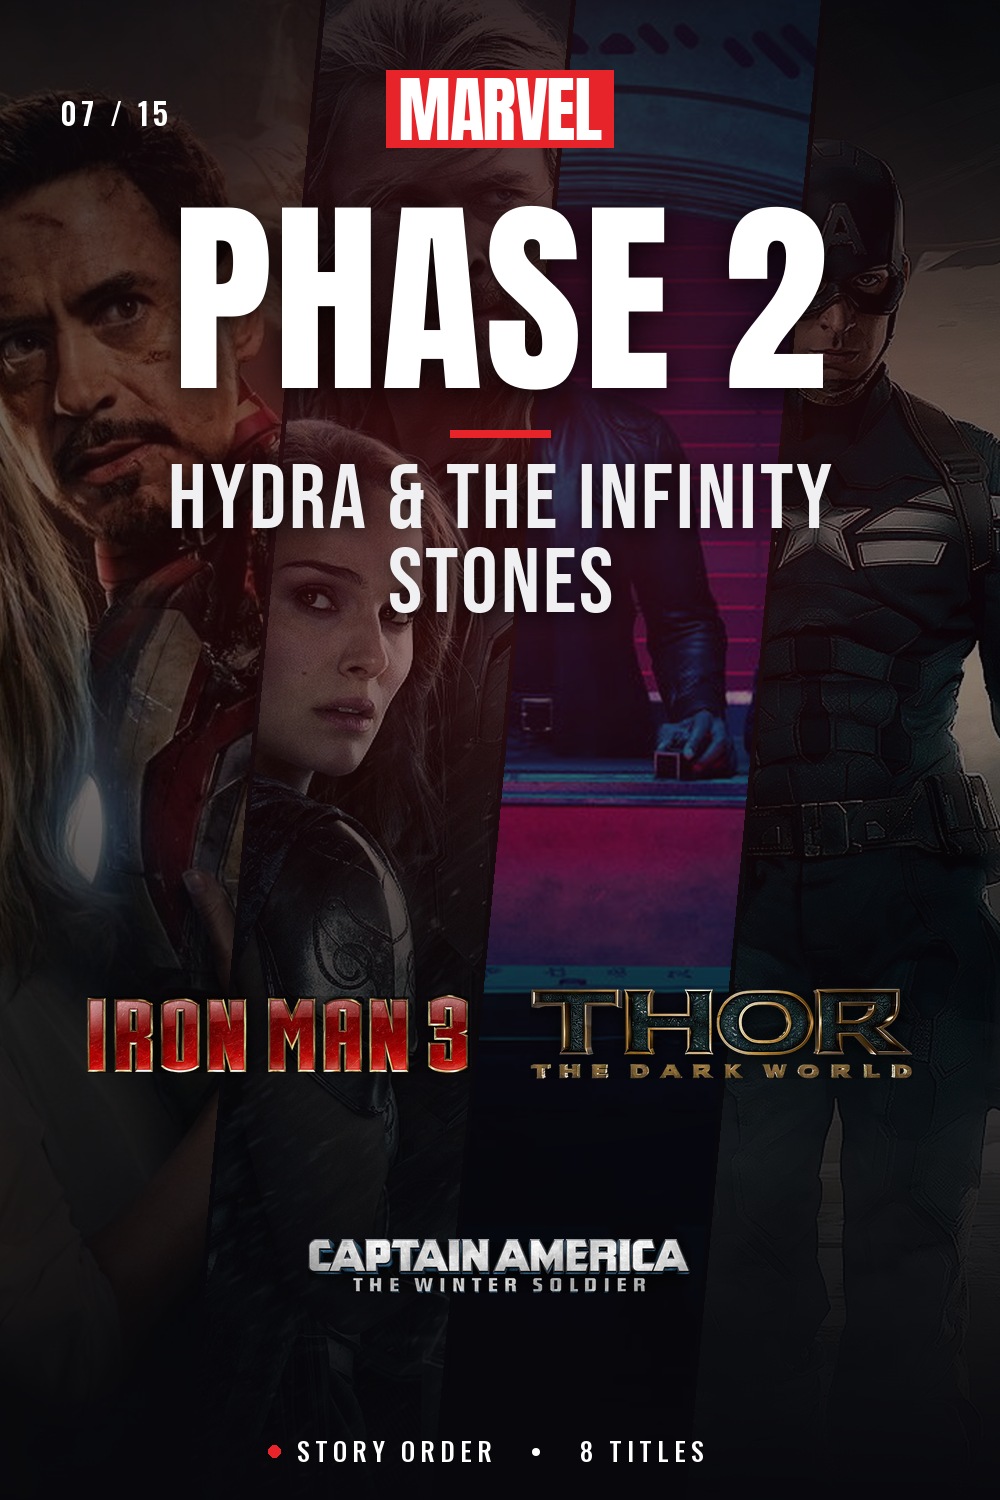 07 / 15
MARVEL
PHASE 2
HYDRA & THE INFINITY
STONES
IRON MAN 3
THOR
THE DARK WORLD
CAPTAIN AMERICA
THE WINTER SOLDIER
STORY ORDER • 8 TITLES